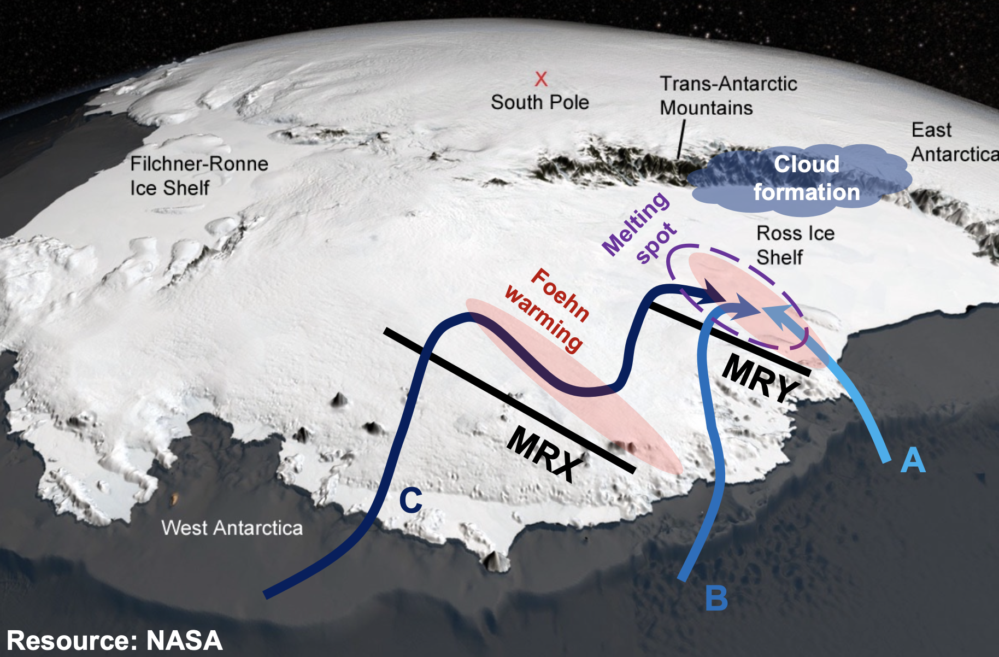 X
South Pole
Trans-Antarctic
Mountains
East
Antarctica
Filchner-Ronne
Ice Shelf
Cloud
formation
Melting
spot
Ross Ice
Shelf
Foehn
warming
MRY
MRX
A
C
West Antarctica
B
Resource: NASA